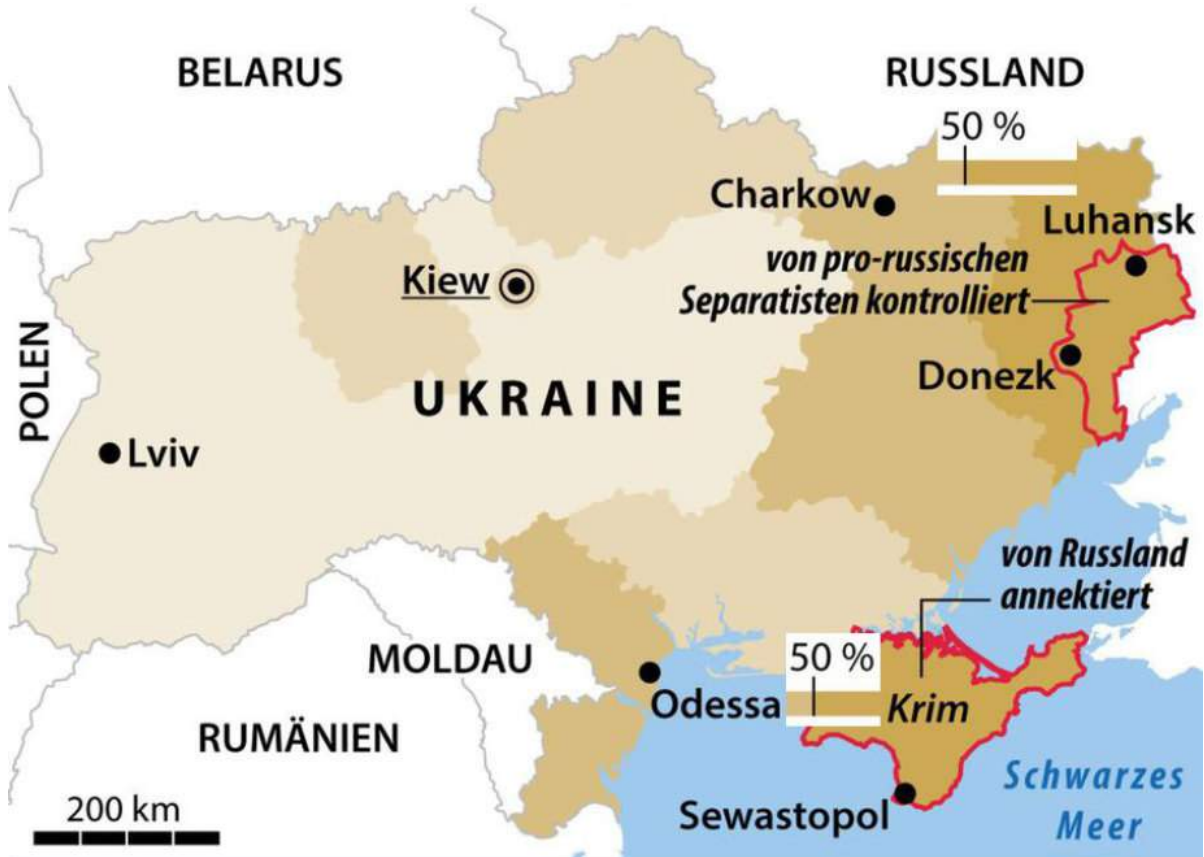 BELARUS
RUSSLAND
50 %
Charkow
Luhansk
von pro-russischen
Separatisten kontrolliert
Kiew
POLEN
Donezk
UKRAINE
Lviv
von Russland
annektiert
MOLDAU
50 %
Odessa
Krim
RUMÄNIEN
Schwarzes
Meer
200 km
Sewastopol